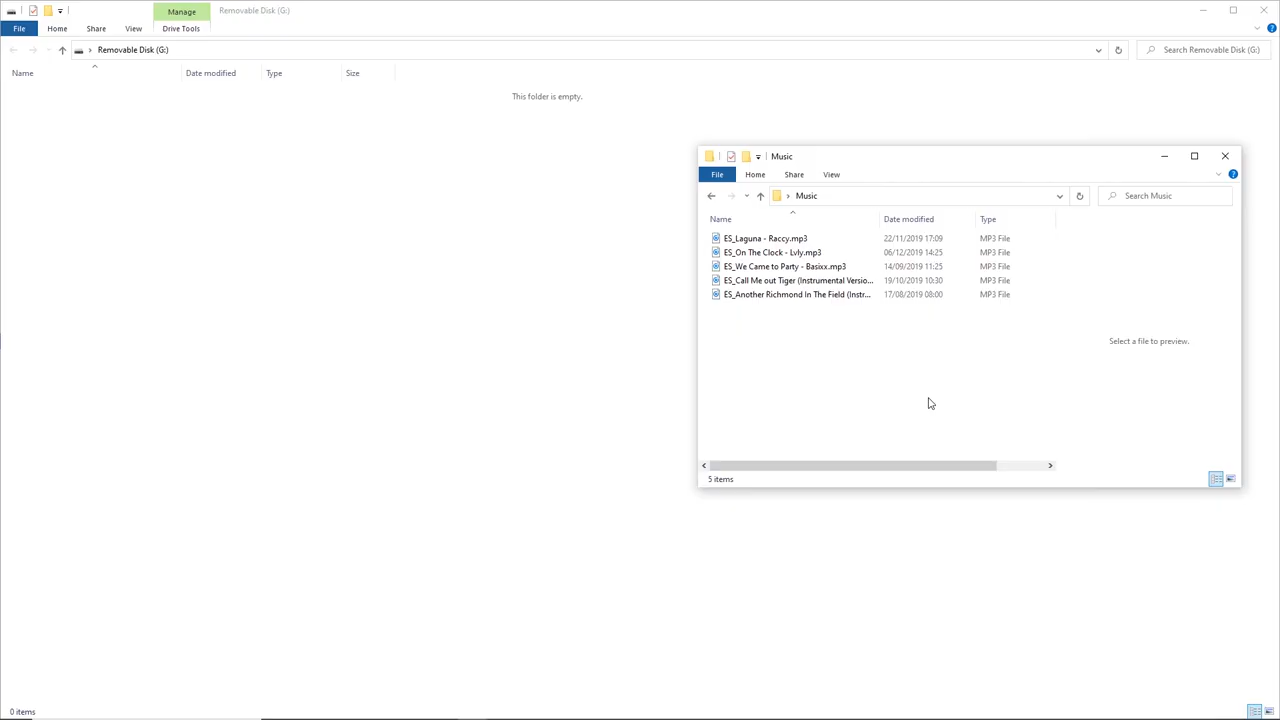 Manage
Removable Disk (G:)
File
Home
Share
View
Drive Tools
Removable Disk (G:)
Search Removable Disk (G:)
Name
Date modified
Type
Size
This folder is empty.
Music
File
Home
Share
View
Music
Search Music
Name
Date modified
Type
ES_Laguna - Raccy.mp3 22/11/2019 17:09 MP3 File
ES_On The Clock - Lvly.mp3 06/12/2019 14:25 MP3 File
ES_We Came to Party - Basixx.mp3 14/09/2019 11:25 MP3 File
ES_Call Me out Tiger (Instrumental Versio... 19/10/2019 10:30 MP3 File
ES_Another Richmond In The Field (Instr... 17/08/2019 08:00 MP3 File
Select a file to preview.
5 items
0 items